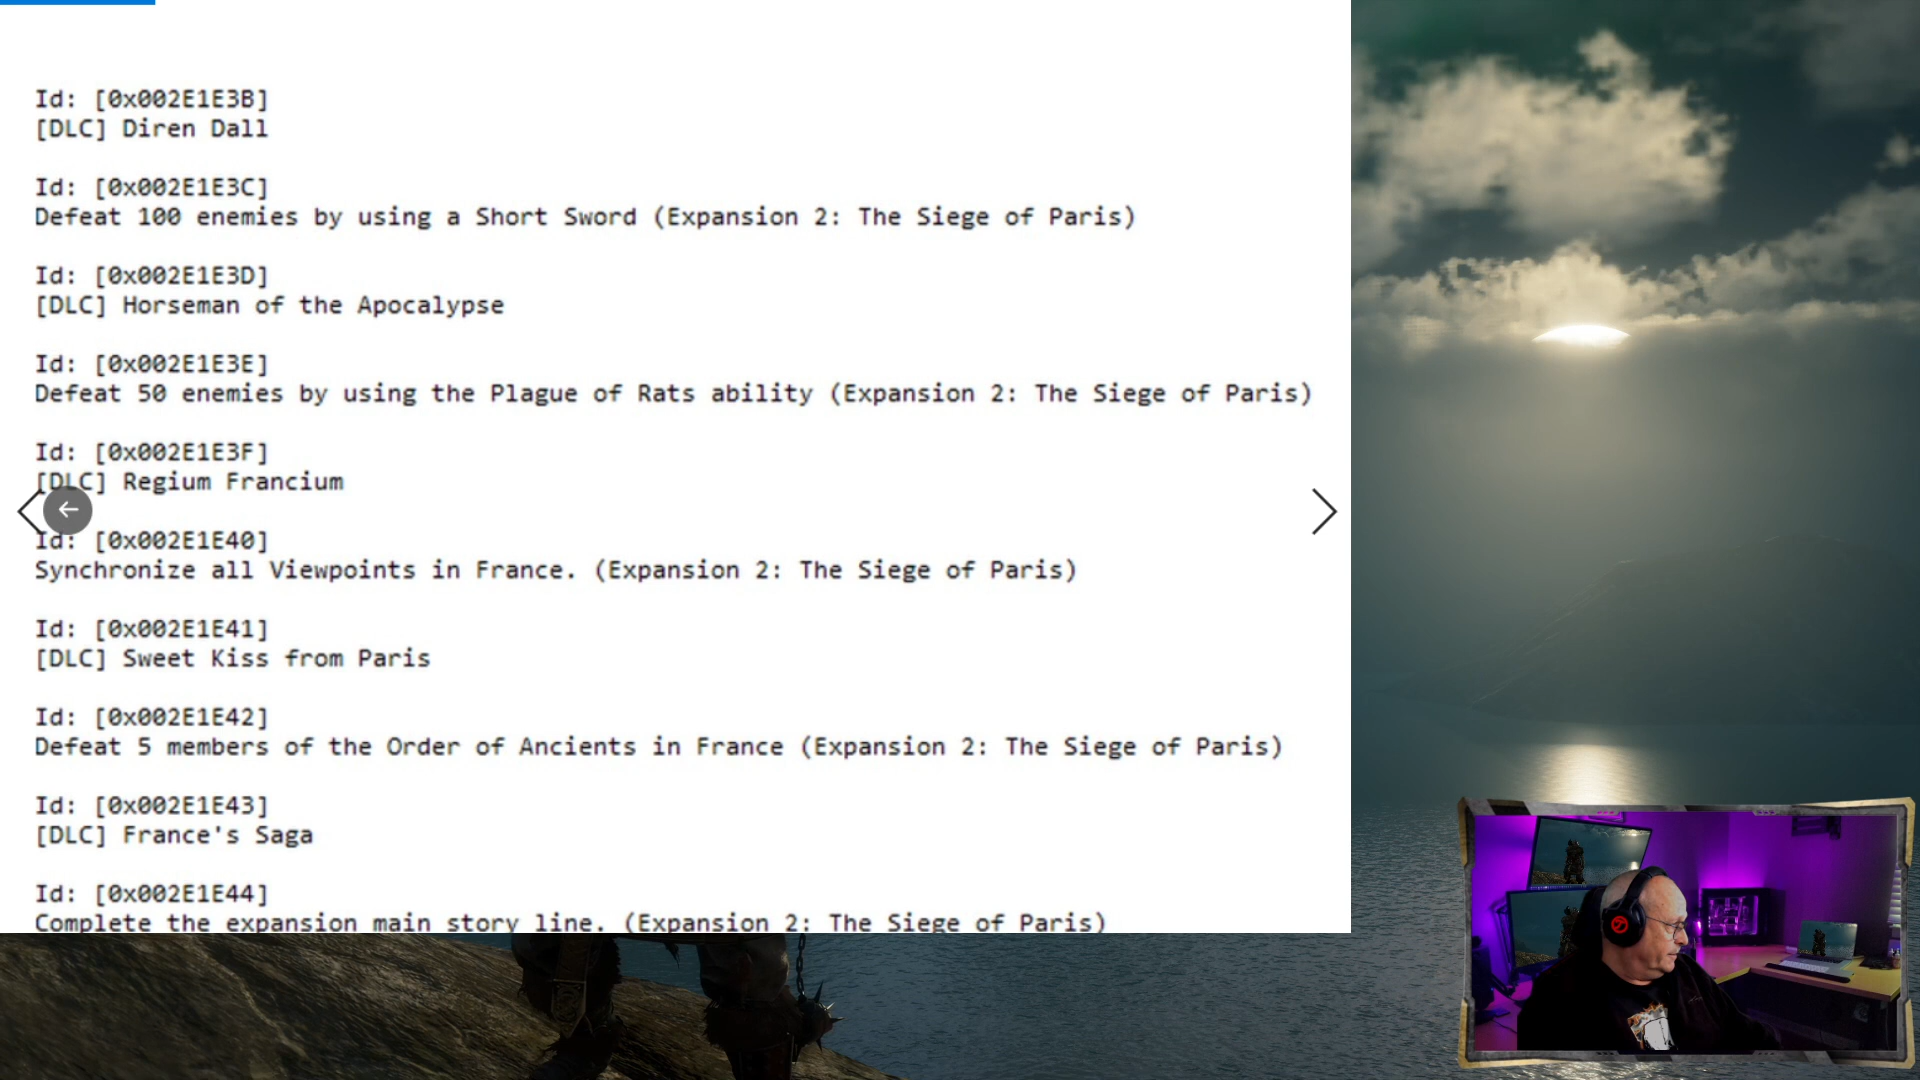 Id: [0x002E1E3B]
[DLC] Diren Dall
Id: [0x002E1E3C]
Defeat 100 enemies by using a Short Sword (Expansion 2: The Siege of Paris)
Id: [0x002E1E3D]
[DLC] Horseman of the Apocalypse
Id: [0x002E1E3E]
Defeat 50 enemies by using the Plague of Rats ability (Expansion 2: The Siege of Paris)
Id: [0x002E1E3F]
[DLC] Regium Francium
Id: [0x002E1E40]
Synchronize all Viewpoints in France. (Expansion 2: The Siege of Paris)
Id: [0x002E1E41]
[DLC] Sweet Kiss from Paris
Id: [0x002E1E42]
Defeat 5 members of the Order of Ancients in France (Expansion 2: The Siege of Paris)
Id: [0x002E1E43]
[DLC] France's Saga
Id: [0x002E1E44]
Complete the expansion main story line. (Expansion 2: The Siege of Paris)